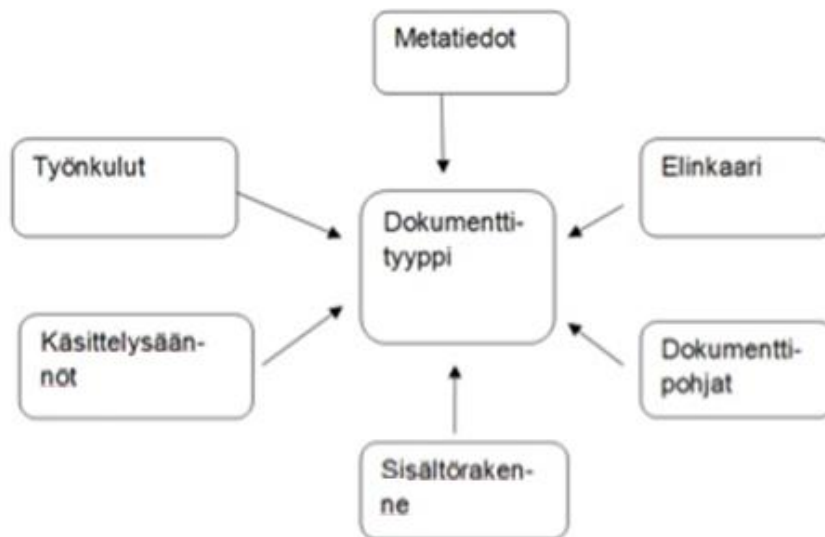 Metatiedot
Työnkulut
Elinkaari
Dokumentti-
tyyppi
Käsittelysään-
nöt
Dokumentti-
pohjat
Sisältöraken-
ne